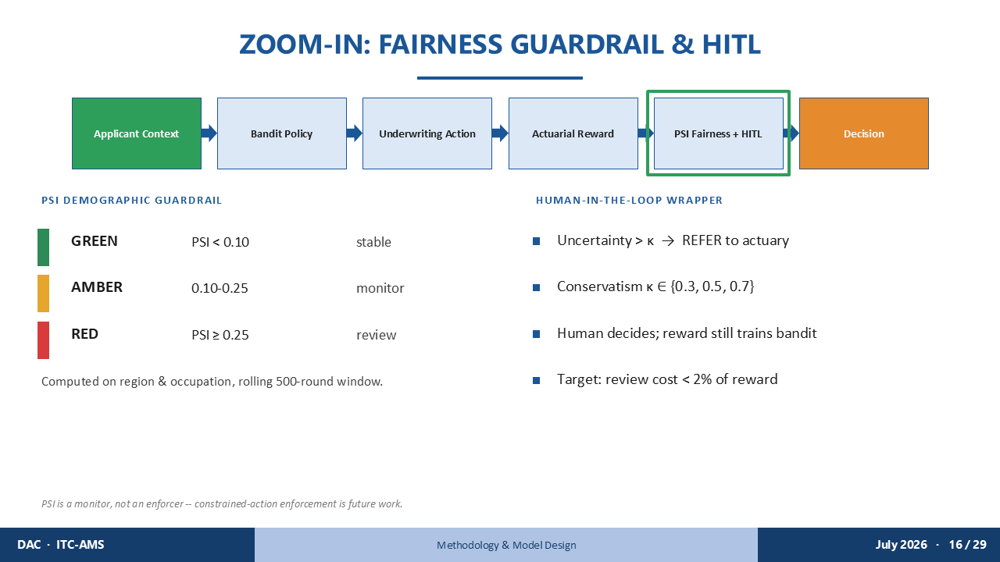 ZOOM-IN: FAIRNESS GUARDRAIL & HITL
Applicant Context
Bandit Policy
Underwriting Action
Actuarial Reward
PSI Fairness + HITL
Decision
PSI DEMOGRAPHIC GUARDRAIL
GREEN PSI < 0.10 stable
AMBER 0.10-0.25 monitor
RED PSI ≥ 0.25 review
Computed on region & occupation, rolling 500-round window.
HUMAN-IN-THE-LOOP WRAPPER
Uncertainty > κ → REFER to actuary
Conservatism κ ∈ {0.3, 0.5, 0.7}
Human decides; reward still trains bandit
Target: review cost < 2% of reward
PSI is a monitor, not an enforcer -- constrained-action enforcement is future work.
DAC · ITC-AMS
Methodology & Model Design
July 2026 · 16 / 29